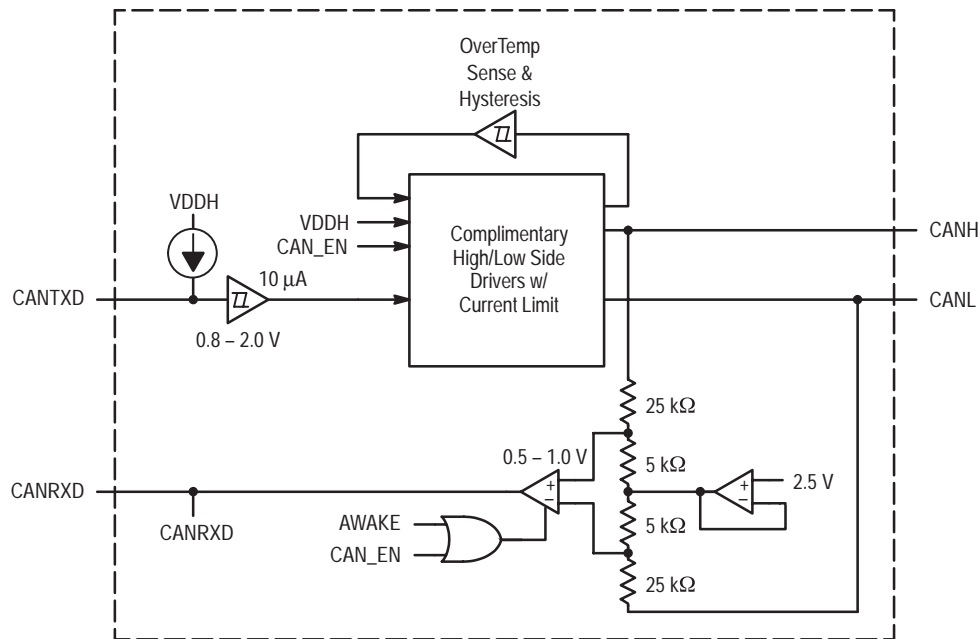 OverTemp
Sense &
Hysteresis
VDDH
VDDH
CAN_EN
Complimentary
High/Low Side
Drivers w/
Current Limit
CANH
10 µA
CANTXD
CANL
0.8 – 2.0 V
25 kΩ
0.5 – 1.0 V
5 kΩ
+
–
+
–
2.5 V
CANRXD
CANRXD
AWAKE
CAN_EN
5 kΩ
25 kΩ